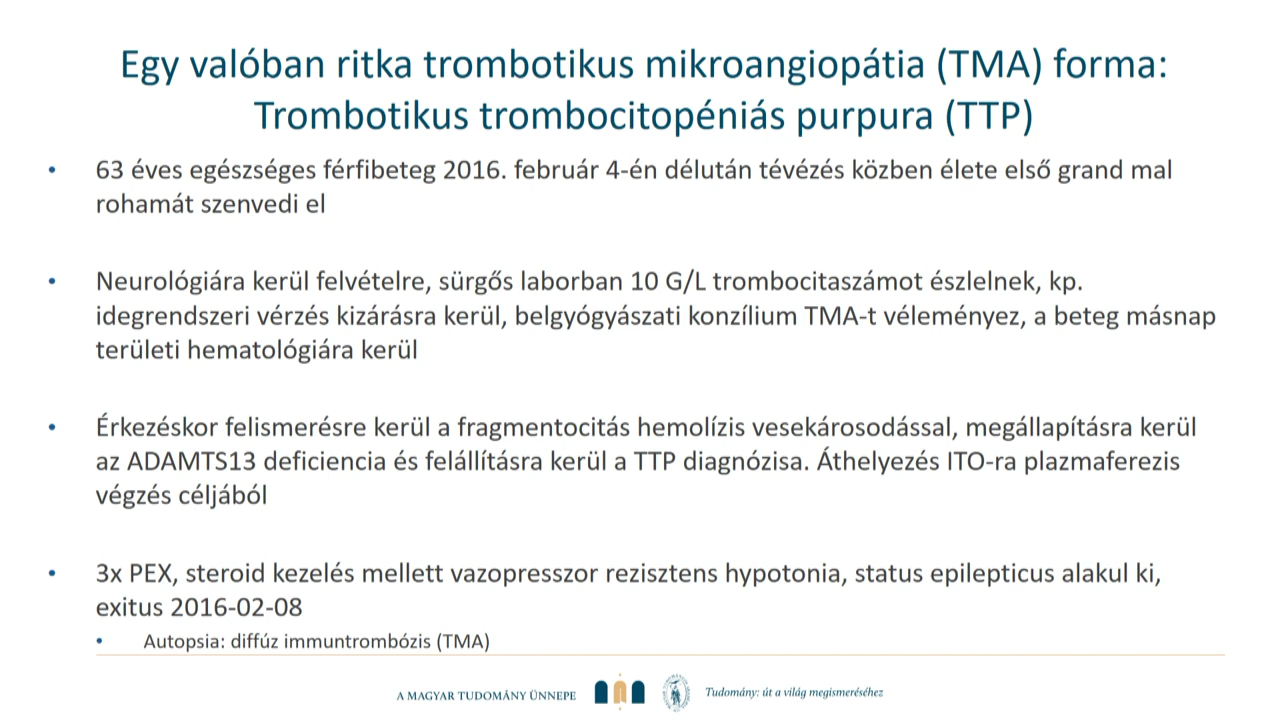 Egy valóban ritka trombotikus mikroangiopátia (TMA) forma:
Trombotikus trombocitopéniás purpura (TTP)
• 63 éves egészséges férfibeteg 2016. február 4-én délután tévézés közben élete első grand mal
rohamát szenvedi el
• Neurológiára kerül felvételre, sürgős laborban 10 G/L trombocitaszámot észlelnek, kp.
idegrendszeri vérzés kizárásra kerül, belgyógyászati konzílium TMA-t véleményez, a beteg másnap
területi hematológiára kerül
• Érkezéskor felismerésre kerül a fragmentocitás hemolízis vesekárosodással, megállapításra kerül
az ADAMTS13 deficiencia és felállításra kerül a TTP diagnózisa. Áthelyezés ITO-ra plazmaferezis
végzés céljából
• 3x PEX, steroid kezelés mellett vazopresszor rezisztens hypotonia, status epilepticus alakul ki,
exitus 2016-02-08
• Autopsia: diffúz immuntrombózis (TMA)
A MAGYAR TUDOMÁNY ÜNNEPE
Tudomány: út a világ megismeréséhez